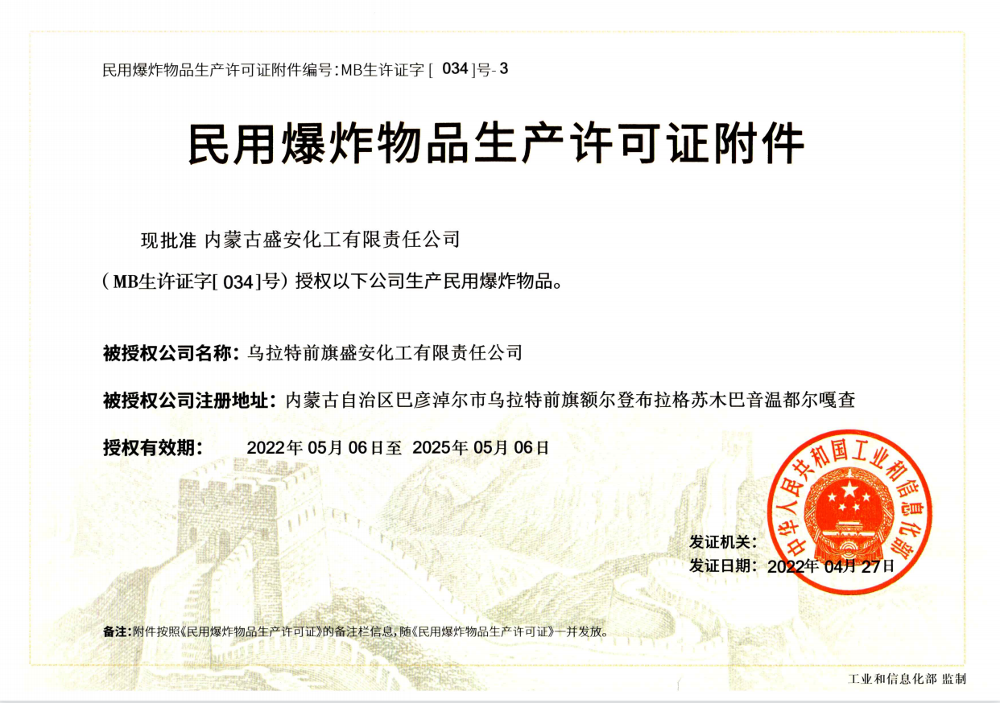 民用爆炸物品生产许可证附件编号：MB生许证字［ 034］号-3
民用爆炸物品生产许可证附件
现批准 内蒙古盛安化工有限责任公司
（MB生许证字[ 034]号）授权以下公司生产民用爆炸物品。
被授权公司名称：乌拉特前旗盛安化工有限责任公司
被授权公司注册地址：内蒙古自治区巴彦淖尔市乌拉特前旗额尔登布拉格苏木巴音温都尔嘎查
授权有效期： 2022年 05月 06日至 2025年 05月 06日
中华人民共和国工业和信息化部
发证机关：
发证日期：2022年 04月 27日
备注：附件按照《民用爆炸物品生产许可证》的备注栏信息，随《民用爆炸物品生产许可证》一并发放。
工业和信息化部 监制